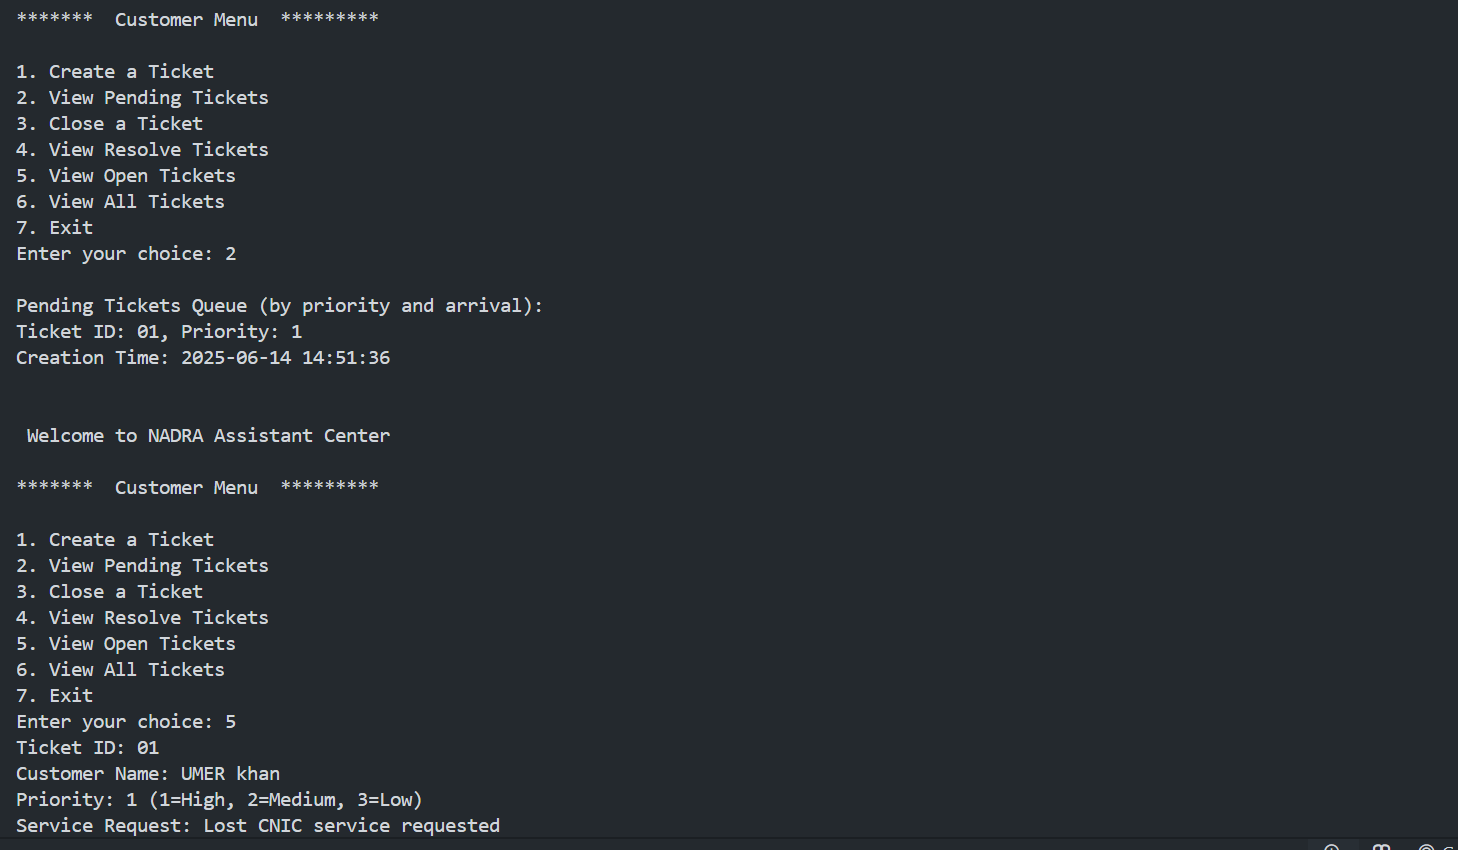 *******  Customer Menu  *********
1. Create a Ticket
2. View Pending Tickets
3. Close a Ticket
4. View Resolve Tickets
5. View Open Tickets
6. View All Tickets
7. Exit
Enter your choice: 2
Pending Tickets Queue (by priority and arrival):
Ticket ID: 01, Priority: 1
Creation Time: 2025-06-14 14:51:36
Welcome to NADRA Assistant Center
*******  Customer Menu  *********
1. Create a Ticket
2. View Pending Tickets
3. Close a Ticket
4. View Resolve Tickets
5. View Open Tickets
6. View All Tickets
7. Exit
Enter your choice: 5
Ticket ID: 01
Customer Name: UMER khan
Priority: 1 (1=High, 2=Medium, 3=Low)
Service Request: Lost CNIC service requested